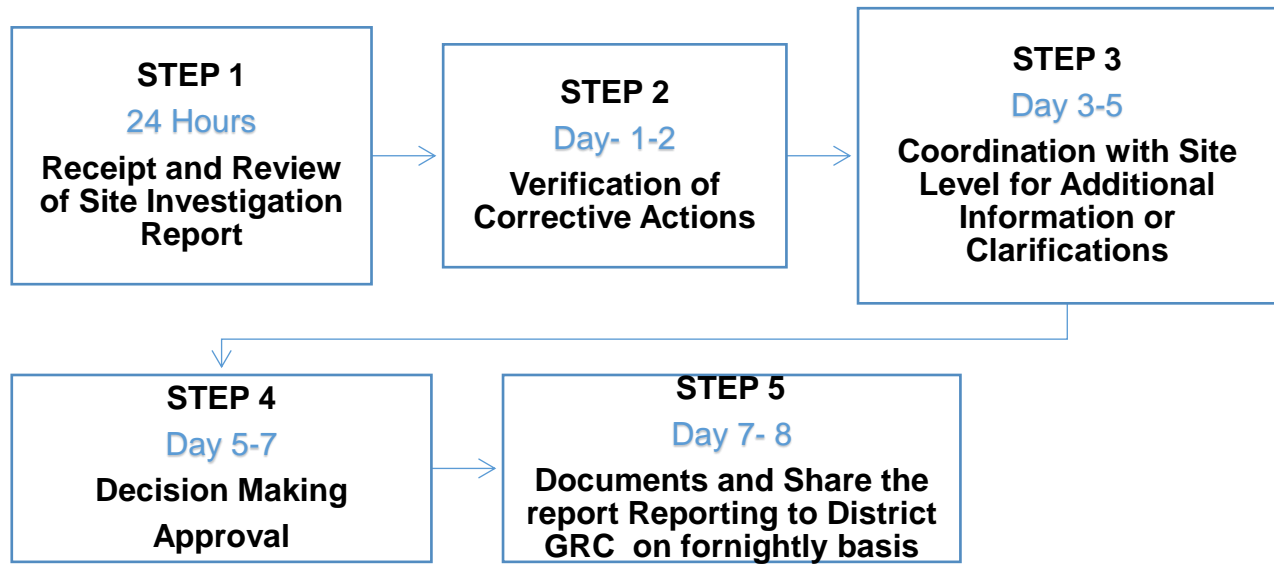 STEP 1
24 Hours
Receipt and Review
of Site Investigation
Report
STEP 2
Day- 1-2
Verification of
Corrective Actions
STEP 3
Day 3-5
Coordination with Site
Level for Additional
Information or
Clarifications
STEP 4
Day 5-7
Decision Making
Approval
STEP 5
Day 7- 8
Documents and Share the
report Reporting to District
GRC on fornightly basis